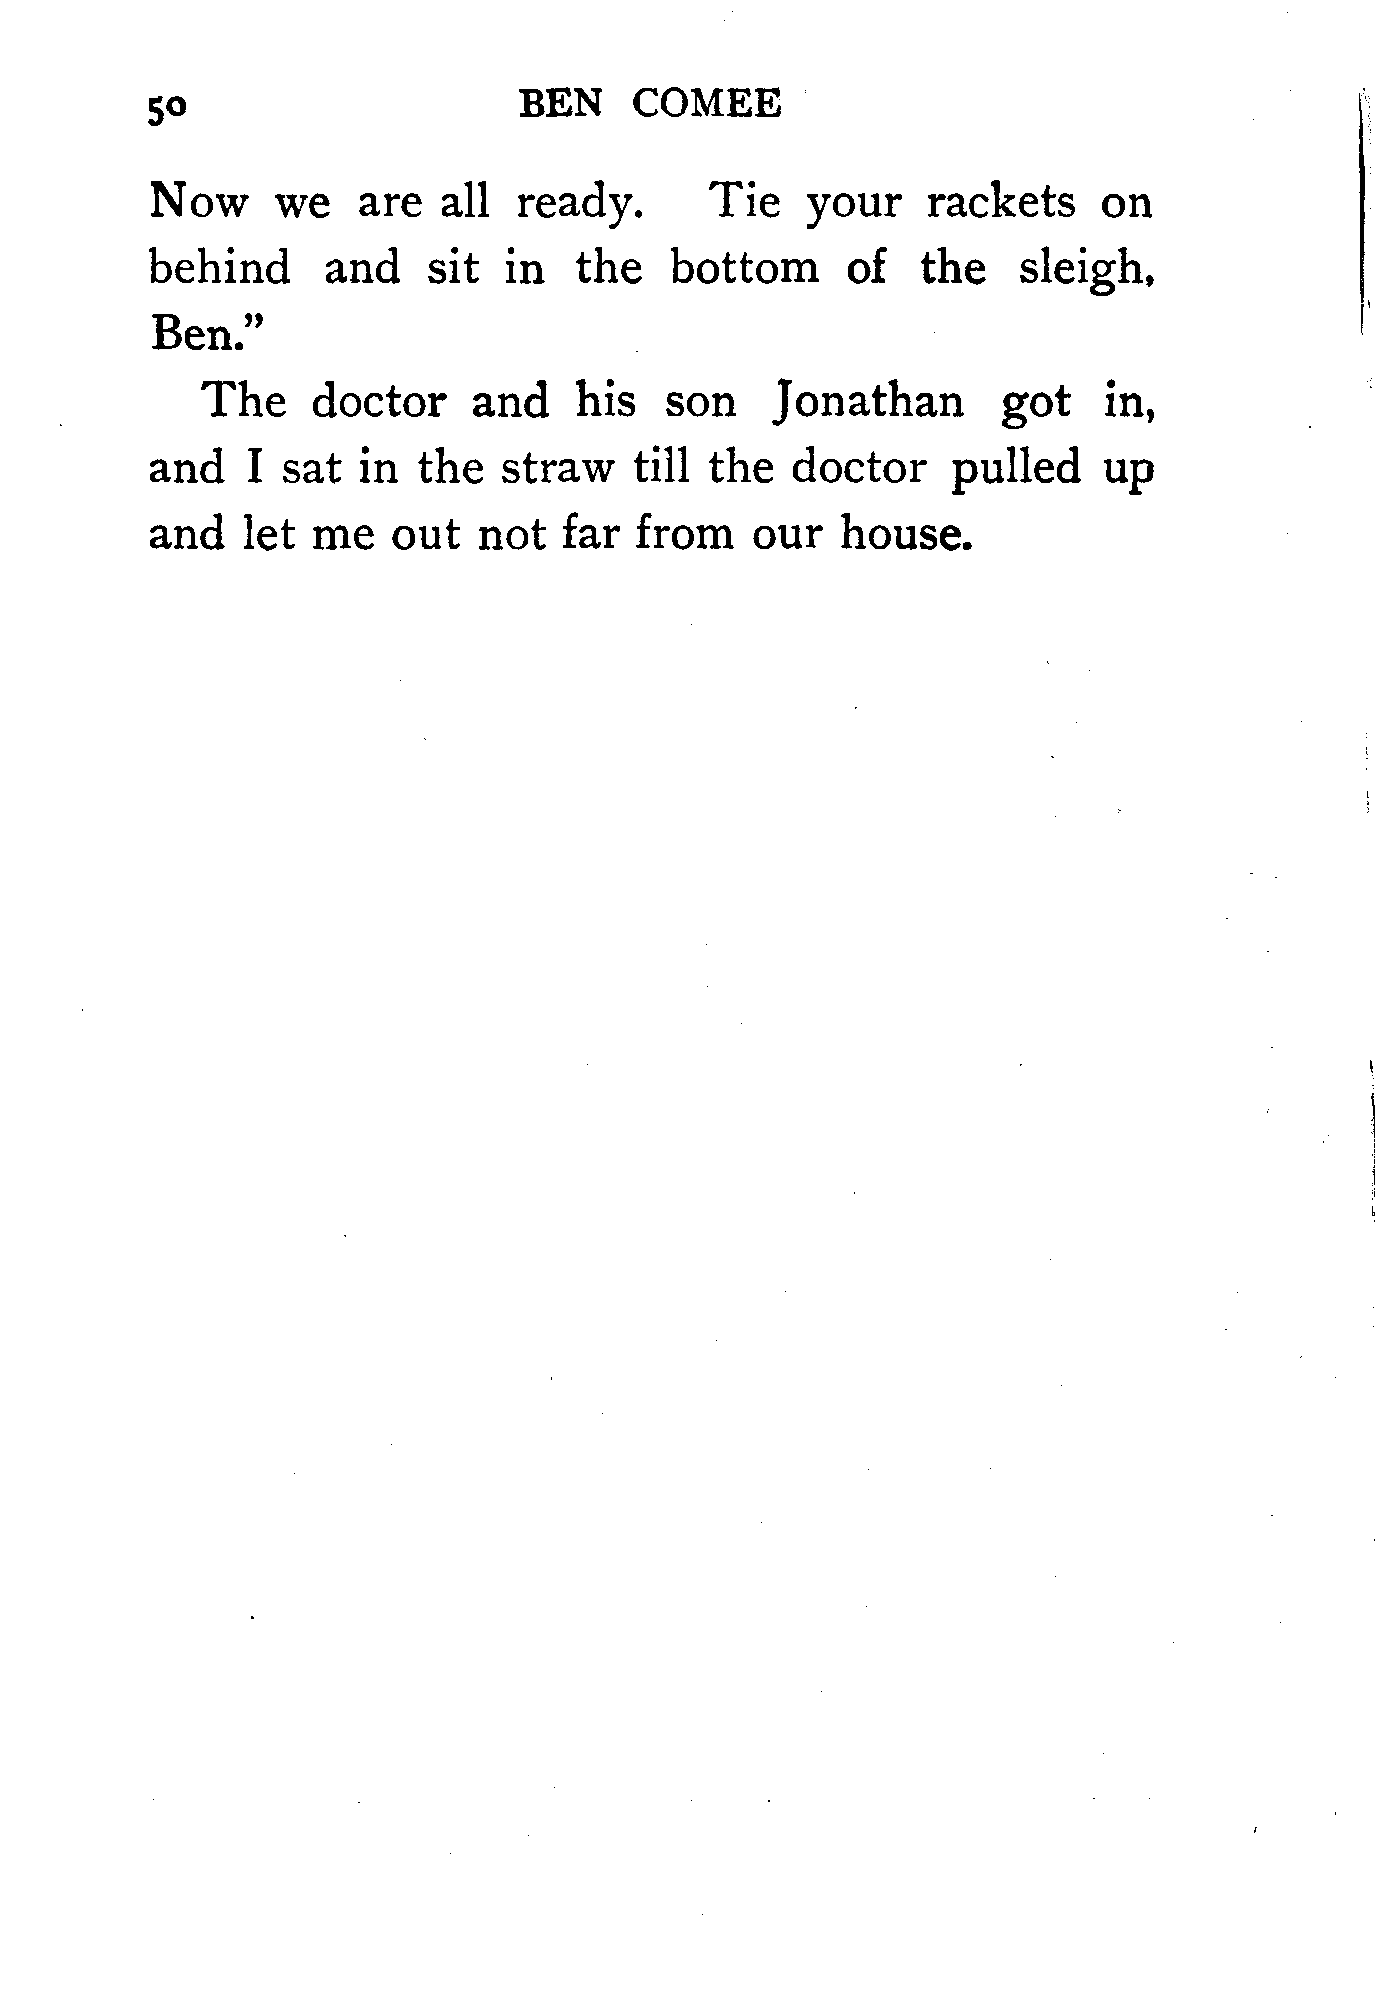 50 BEN COMEE
Now we are all ready. Tie your rackets on
behind and sit in the bottom of the sleigh,
Ben.”
The doctor and his son Jonathan got in,
and I sat in the straw till the doctor pulled up
and let me out not far from our house.